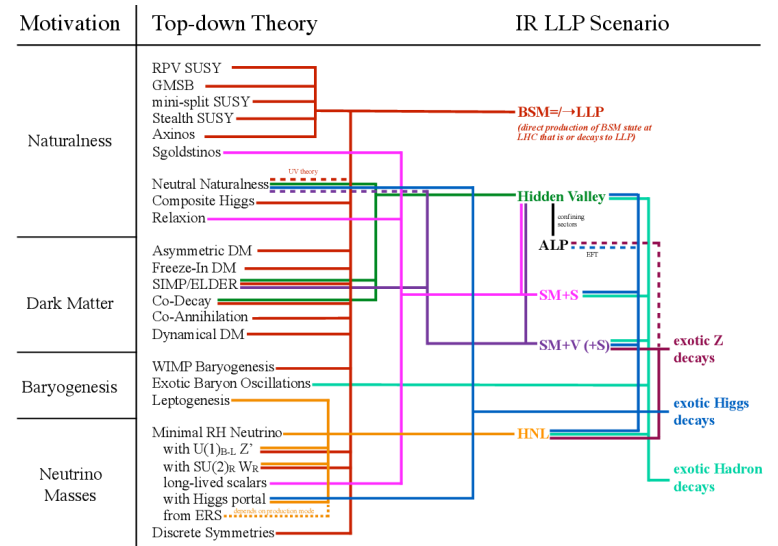 Motivation Top-down Theory IR LLP Scenario
Naturalness
RPV SUSY
GMSB
mini-split SUSY
Stealth SUSY
Axinos
Sgoldstinos
Neutral Naturalness
Composite Higgs
Relaxion
UV theory
BSM=/→LLP
(direct production of BSM state at
LHC that is or decays to LLP)
Hidden Valley
confining
sectors
ALP
EFT
Dark Matter
Asymmetric DM
Freeze-In DM
SIMP/ELDER
Co-Decay
Co-Annihilation
Dynamical DM
SM+S
SM+V (+S)
exotic Z
decays
Baryogenesis
WIMP Baryogenesis
Exotic Baryon Oscillations
Leptogenesis
exotic Higgs
decays
Neutrino
Masses
Minimal RH Neutrino
with U(1)B-L Z'
with SU(2)R WR
long-lived scalars
with Higgs portal
from ERS
depends on production mode
Discrete Symmetries
HNL
exotic Hadron
decays